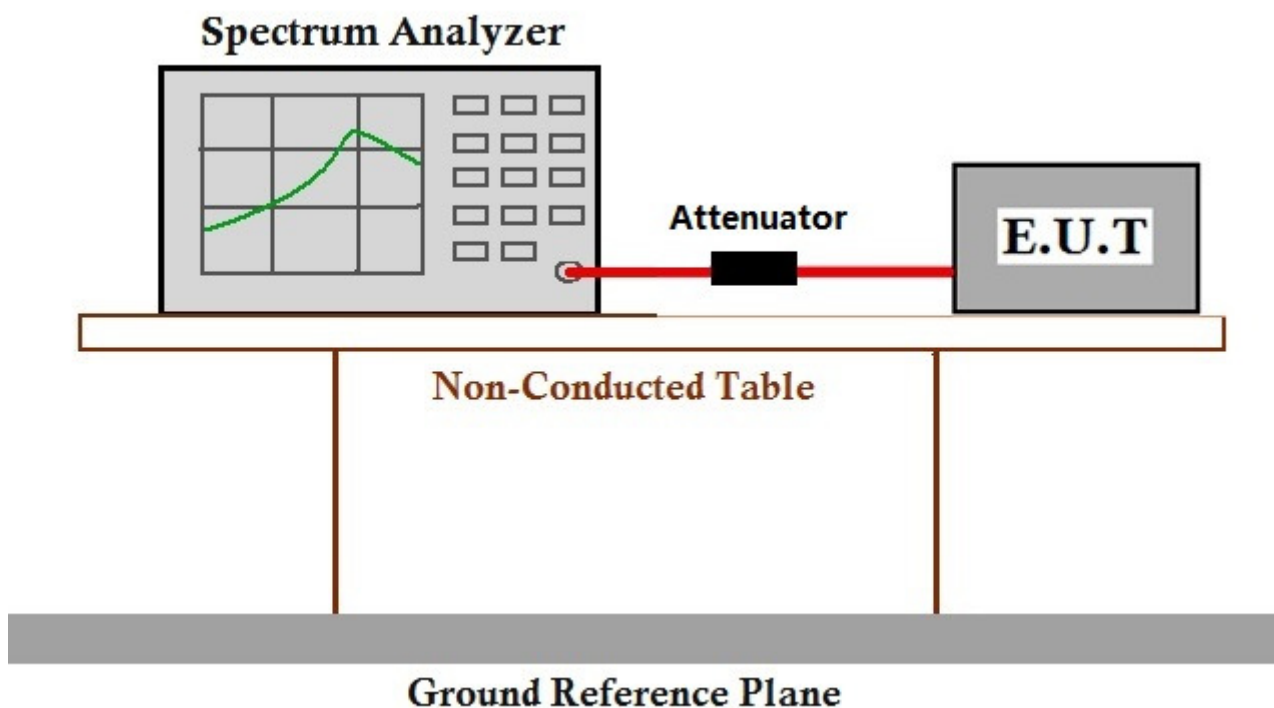 Spectrum Analyzer
Attenuator
E.U.T
Non-Conducted Table
Ground Reference Plane